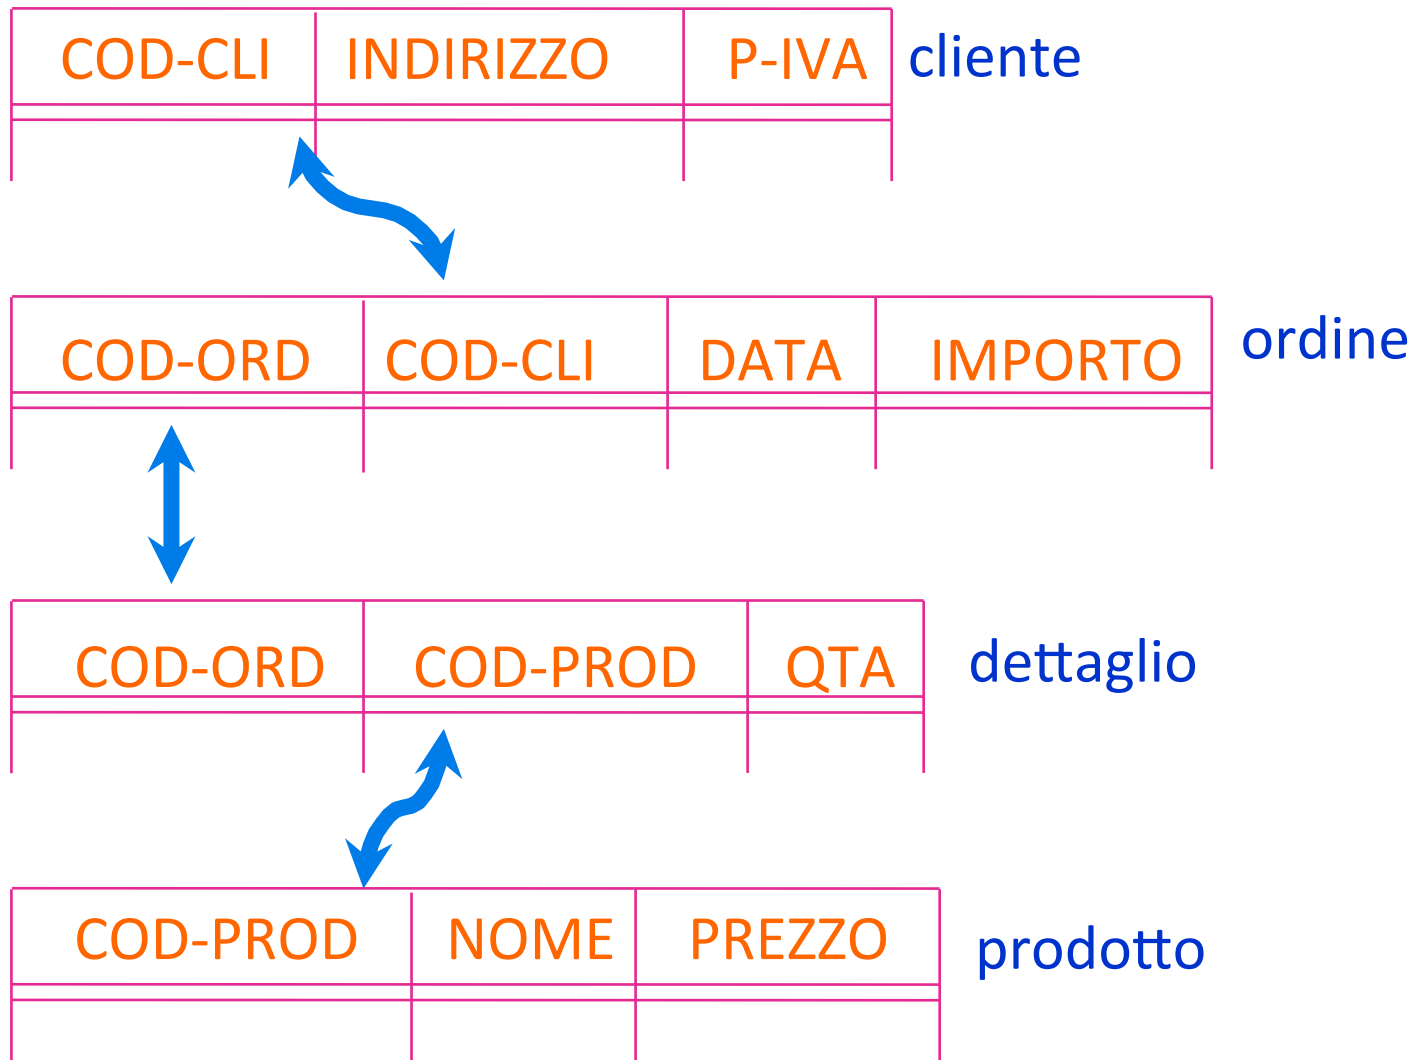 COD-CLI INDIRIZZO P-IVA cliente
COD-ORD COD-CLI DATA IMPORTO ordine
COD-ORD COD-PROD QTA dettaglio
COD-PROD NOME PREZZO prodotto